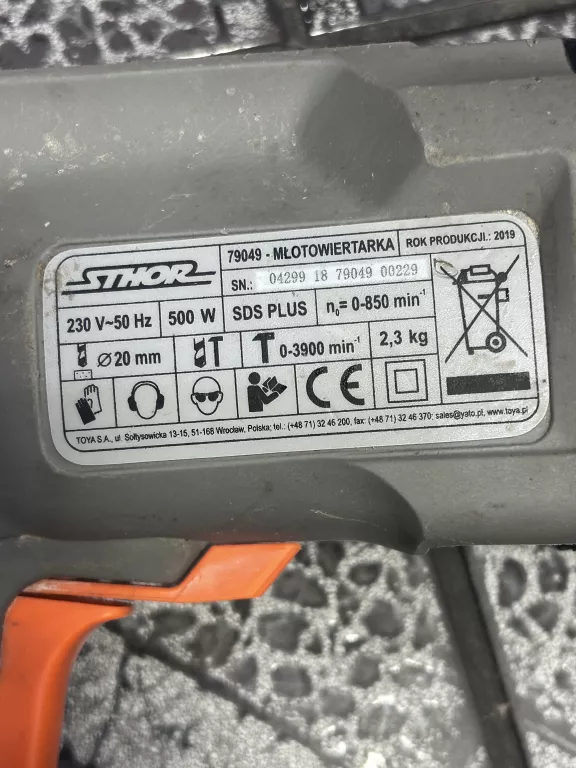 STHOR
79049 - MŁOTOWIERTARKA
ROK PRODUKCJI.: 2019
SN.: 04299 18 79049 00229
230 V~50 Hz
500 W
SDS PLUS
n₀= 0-850 min⁻¹
Ø20 mm
0-3900 min⁻¹
2,3 kg
CE
TOYA S.A., ul. Sołtysowicka 13-15, 51-168 Wrocław, Polska; tel.: (+48 71) 32 46 200, fax: (+48 71) 32 46 370; sales@yato.pl, www.toya.pl